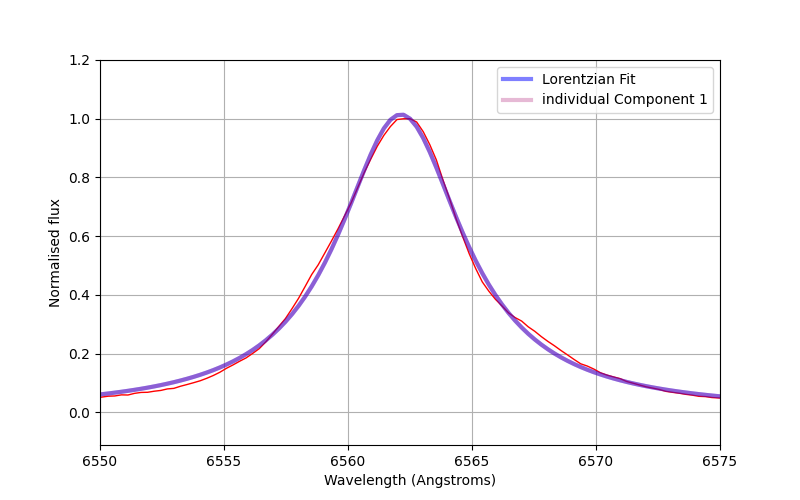 1.2
1.0
0.8
0.6
0.4
0.2
0.0
Normalised flux
Lorentzian Fit
individual Component 1
6550 6555 6560 6565 6570 6575
Wavelength (Angstroms)